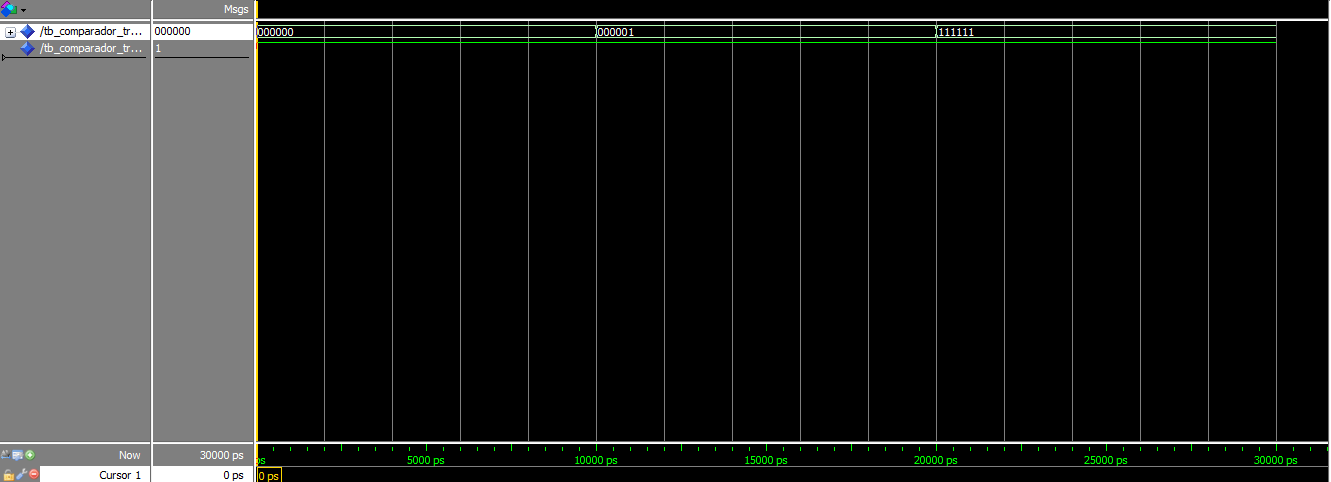 Msgs
/tb_comparador_tr... 000000 000000 000001 111111
/tb_comparador_tr... 1
Now 30000 ps ps 5000 ps 10000 ps 15000 ps 20000 ps 25000 ps 30000 ps
Cursor 1 0 ps 0 ps